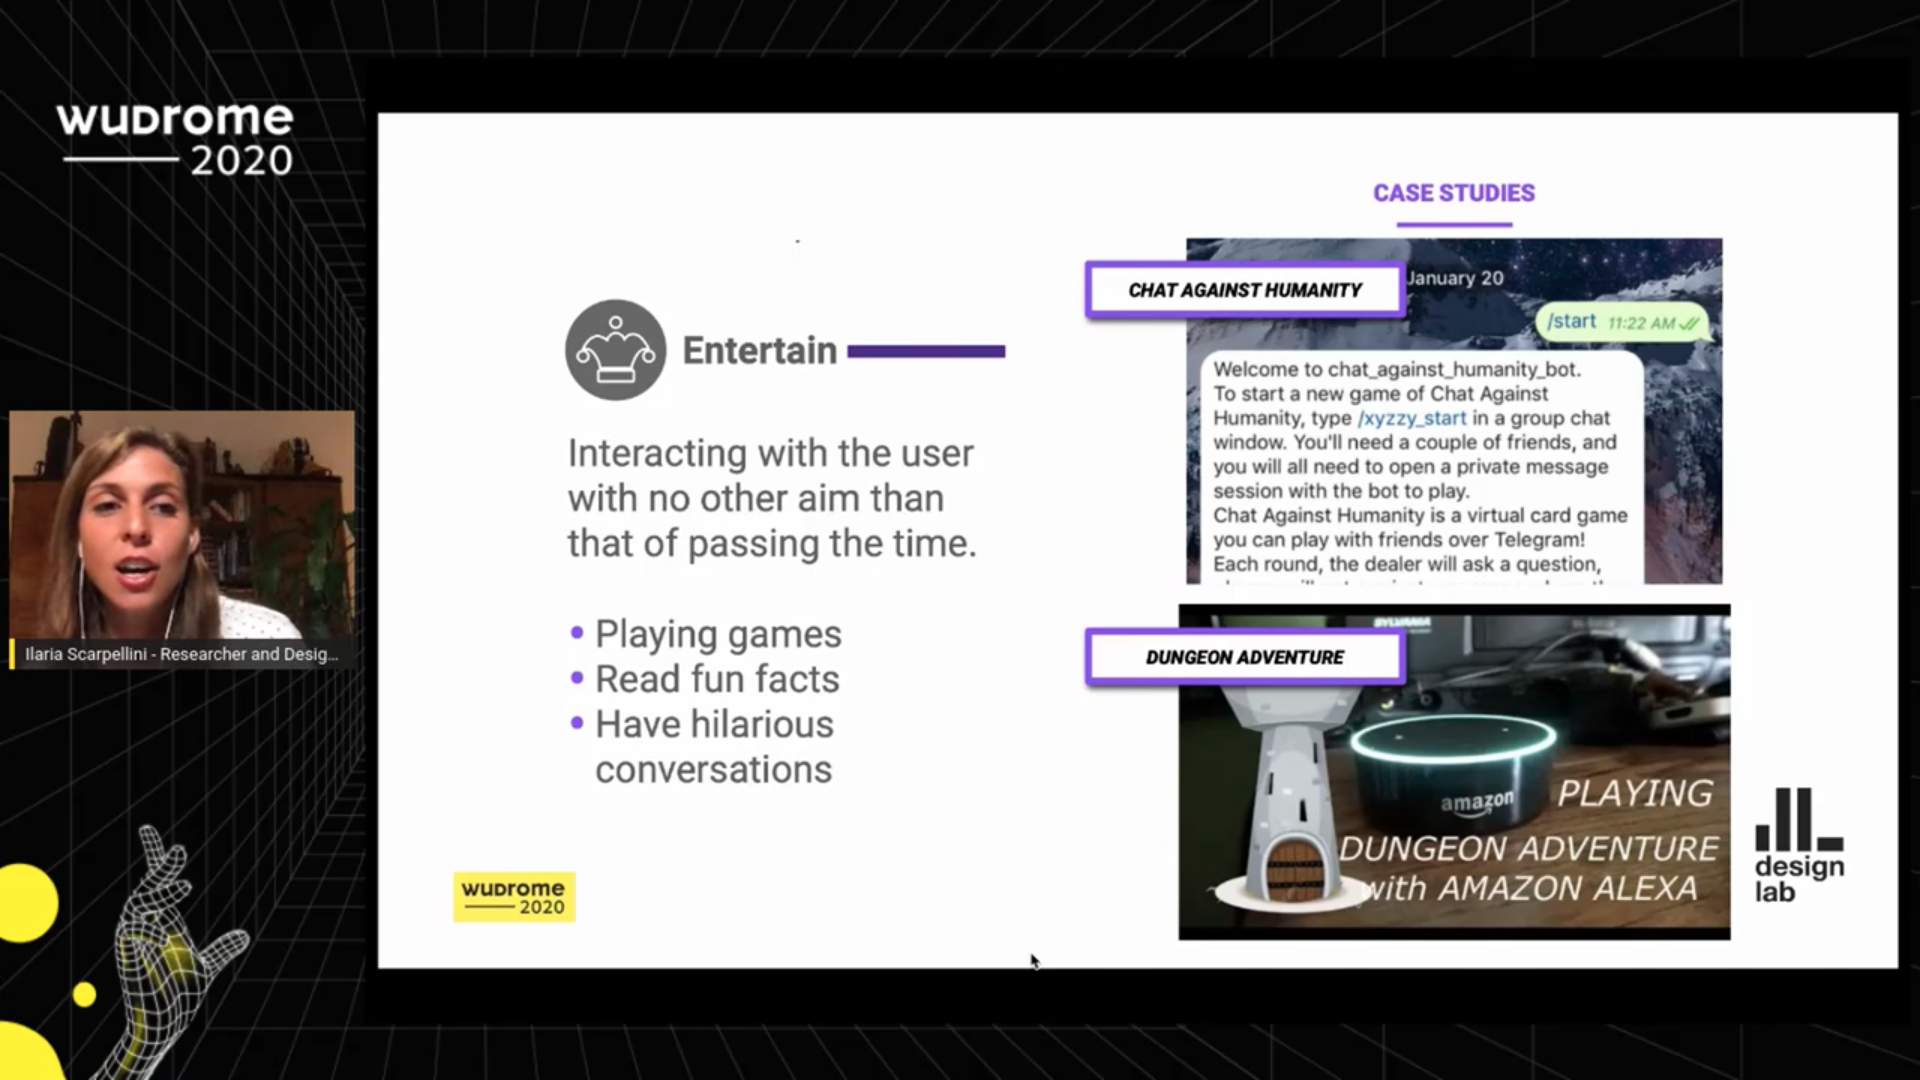 WUDrome
2020
CASE STUDIES
CHAT AGAINST HUMANITY
January 20
/start 11:22 AM
Welcome to chat_against_humanity_bot.
To start a new game of Chat Against
Humanity, type /xyzzy_start in a group chat
window. You'll need a couple of friends, and
you will all need to open a private message
session with the bot to play.
Chat Against Humanity is a virtual card game
you can play with friends over Telegram!
Each round, the dealer will ask a question,
Entertain
Interacting with the user
with no other aim than
that of passing the time.
• Playing games
• Read fun facts
• Have hilarious
conversations
Ilaria Scarpellini - Researcher and Desig...
DUNGEON ADVENTURE
SYLVANIA
amazon
PLAYING
DUNGEON ADVENTURE
with AMAZON ALEXA
WUDrome
2020
design
lab